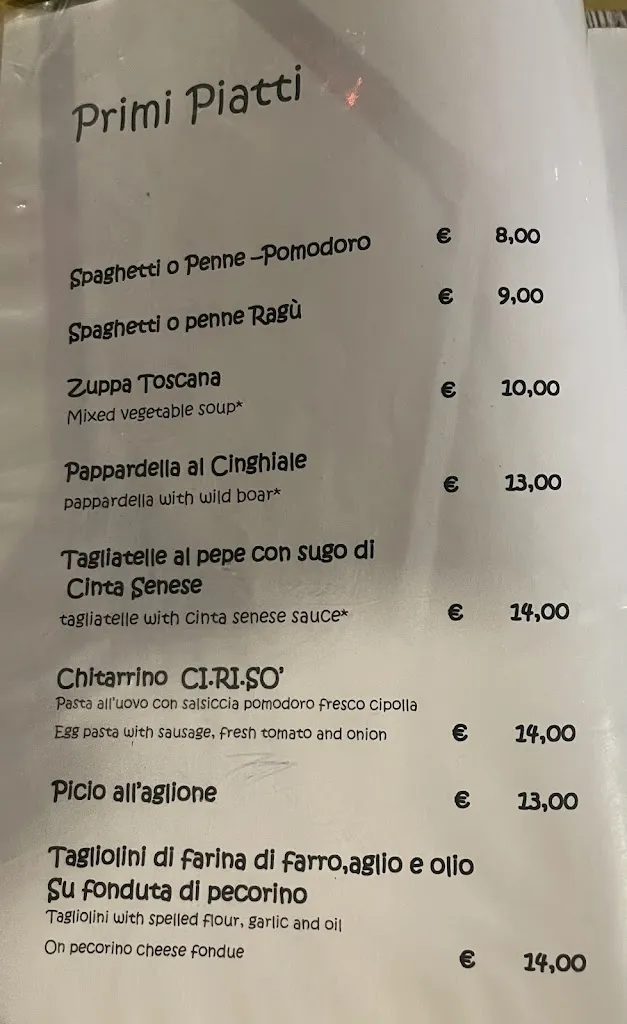 Primi Piatti
Spaghetti o Penne –Pomodoro € 8,00
Spaghetti o penne Ragù € 9,00
Zuppa Toscana € 10,00
Mixed vegetable soup*
Pappardella al Cinghiale € 13,00
pappardella with wild boar*
Tagliatelle al pepe con sugo di
Cinta Senese
tagliatelle with cinta senese sauce* € 14,00
Chitarrino CI.RI.SO'
Pasta all'uovo con salsiccia pomodoro fresco cipolla
Egg pasta with sausage, fresh tomato and onion € 14,00
Picio all'aglione € 13,00
Tagliolini di farina di farro,aglio e olio
Su fonduta di pecorino
Tagliolini with spelled flour, garlic and oil
On pecorino cheese fondue € 14,00